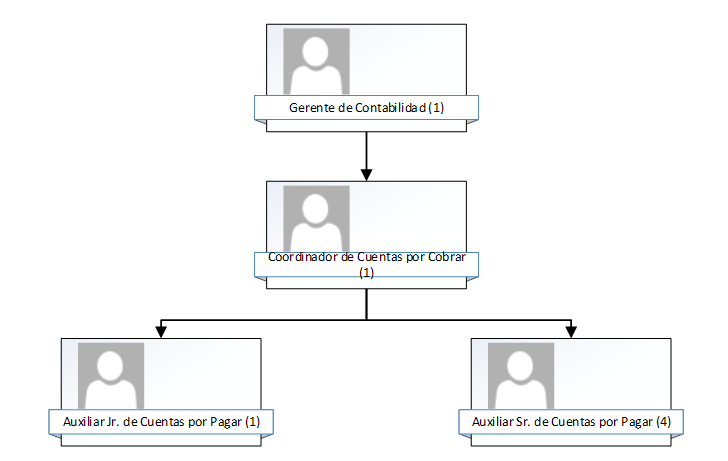 Gerente de Contabilidad (1)
Coordinador de Cuentas por Cobrar
(1)
Auxiliar Jr. de Cuentas por Pagar (1)
Auxiliar Sr. de Cuentas por Pagar (4)